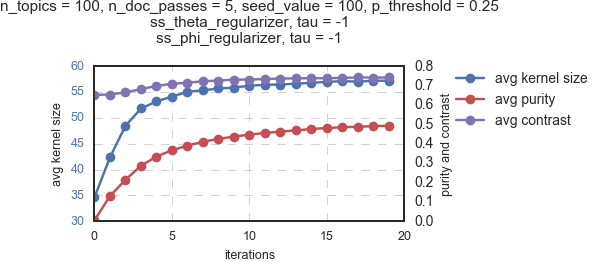 n_topics = 100, n_doc_passes = 5, seed_value = 100, p_threshold = 0.25
ss_theta_regularizer, tau = -1
ss_phi_regularizer, tau = -1
60
55
50
45
40
35
30
avg kernel size
0
5
10
15
20
iterations
0.8
0.7
0.6
0.5
0.4
0.3
0.2
0.1
0.0
purity and contrast
avg kernel size
avg purity
avg contrast